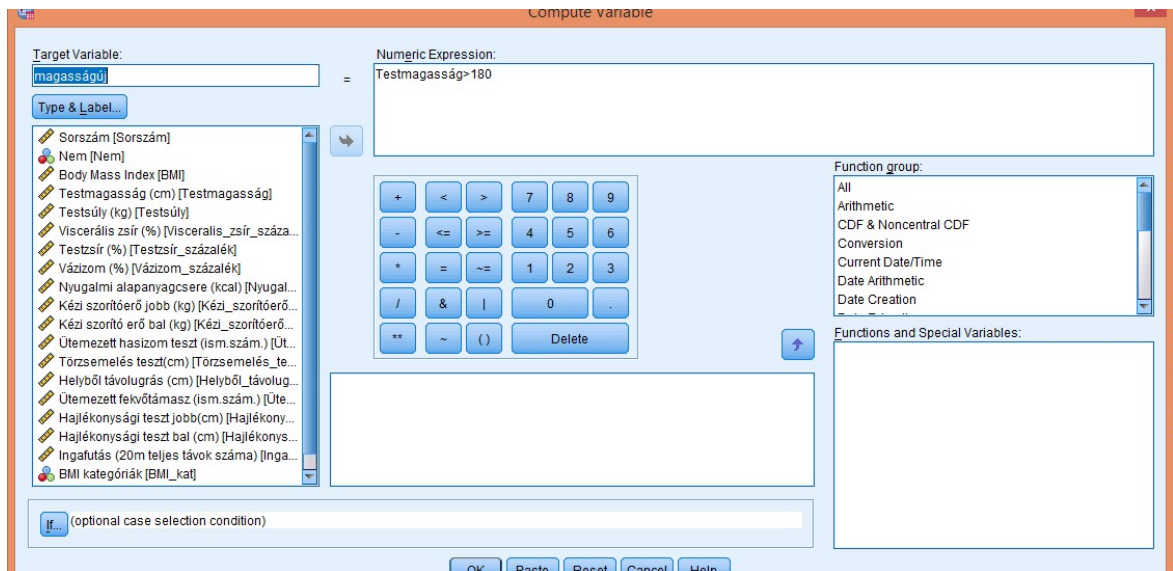 Compute Variable
Target Variable:
magasságúj
=
Numeric Expression:
Testmagasság>180
Type & Label...
Sorszám [Sorszám]
Nem [Nem]
Body Mass Index [BMI]
Testmagasság (cm) [Testmagasság]
Testsúly (kg) [Testsúly]
Viscerális zsír (%) [Visceralis_zsír_száza...
Testzsír (%) [Testzsír_százalék]
Vázizom (%) [Vázizom_százalék]
Nyugalmi alapanyagcsere (kcal) [Nyugal...
Kézi szorítóerő jobb (kg) [Kézi_szorítóerő...
Kézi szorító erő bal (kg) [Kézi_szorítóerő...
Ütemezett hasizom teszt (ism.szám.) [Üt...
Törzsemelés teszt(cm) [Törzsemelés_te...
Helyből távolugrás (cm) [Helyből_távolug...
Ütemezett fekvőtámasz (ism.szám.) [Üte...
Hajlékonysági teszt jobb(cm) [Hajlékony...
Hajlékonysági teszt bal (cm) [Hajlékonys...
Ingafutás (20m teljes távok száma) [Inga...
BMI kategóriák [BMI_kat]
+ < > 7 8 9
- <= >= 4 5 6
* = ~= 1 2 3
/ & | 0 .
** ~ ( ) Delete
Function group:
All
Arithmetic
CDF & Noncentral CDF
Conversion
Current Date/Time
Date Arithmetic
Date Creation
Functions and Special Variables:
If... (optional case selection condition)
OK Paste Reset Cancel Help